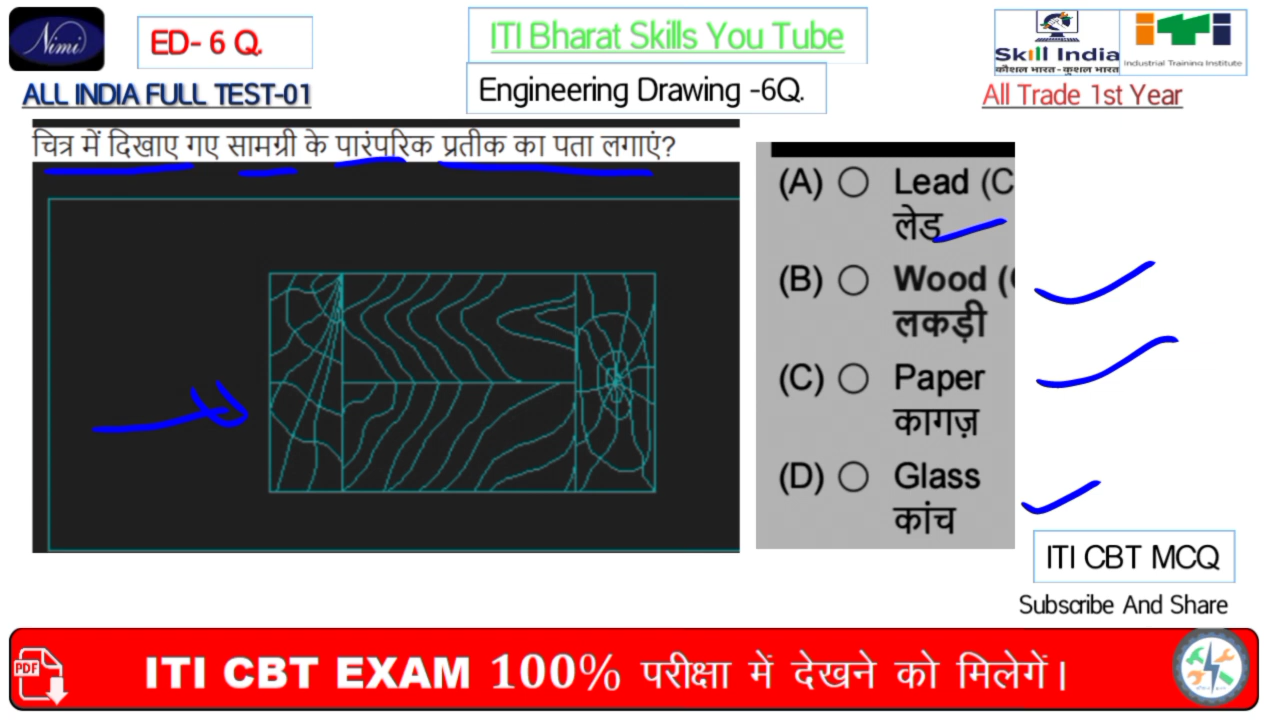 Nimi
ED- 6 Q.
ITI Bharat Skills You Tube
Skill India
कौशल भारत - कुशल भारत
iTi
Industrial Training Institute
ALL INDIA FULL TEST-01
Engineering Drawing -6Q.
All Trade 1st Year
चित्र में दिखाए गए सामग्री के पारंपरिक प्रतीक का पता लगाएं?
(A) Lead (C
लेड
(B) Wood (
लकड़ी
(C) Paper
कागज़
(D) Glass
कांच
ITI CBT MCQ
Subscribe And Share
PDF
ITI CBT EXAM 100% परीक्षा में देखने को मिलेगें।